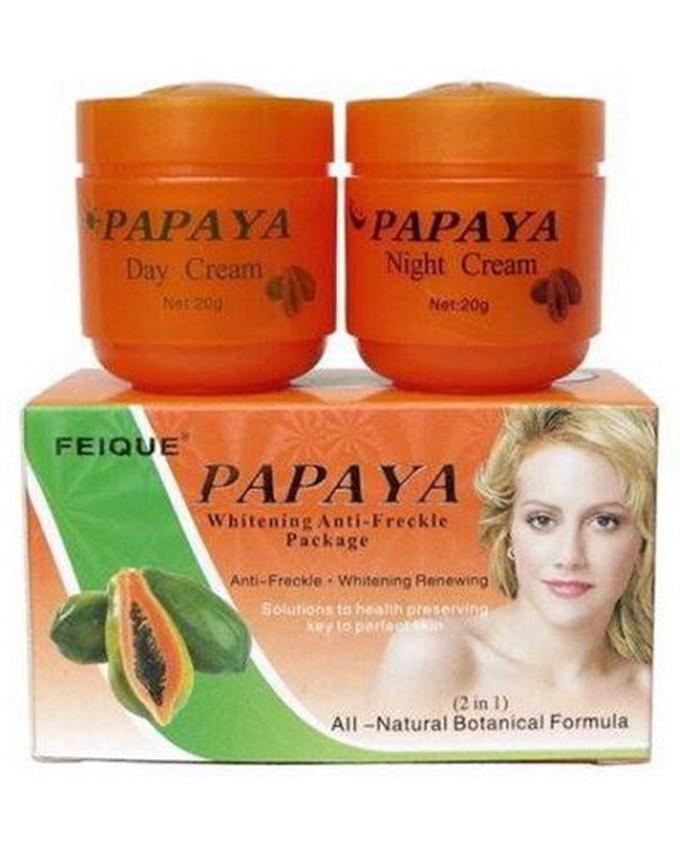 PAPAYA
Day Cream
Net:20g
PAPAYA
Night Cream
Net:20g
FEIQUE®
PAPAYA
Whitening Anti-Freckle
Package
Anti-Freckle · Whitening Renewing
Solutions to health preserving
key to perfect skin
(2 in 1)
All-Natural Botanical Formula